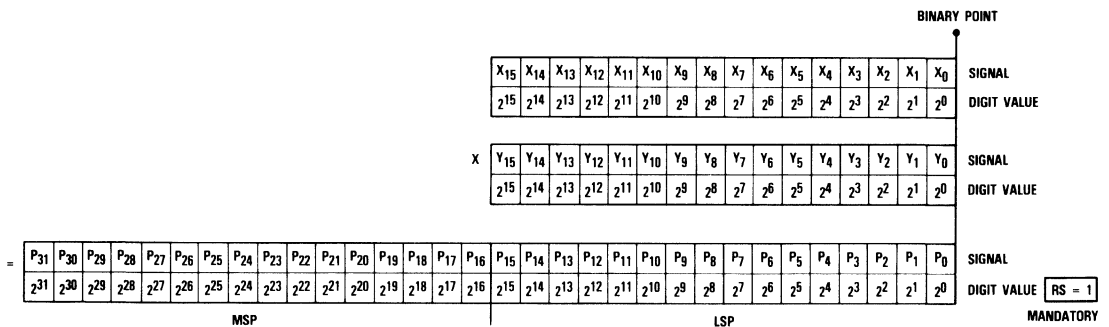 BINARY POINT
X15 X14 X13 X12 X11 X10 X9 X8 X7 X6 X5 X4 X3 X2 X1 X0 SIGNAL
2^15 2^14 2^13 2^12 2^11 2^10 2^9 2^8 2^7 2^6 2^5 2^4 2^3 2^2 2^1 2^0 DIGIT VALUE
X Y15 Y14 Y13 Y12 Y11 Y10 Y9 Y8 Y7 Y6 Y5 Y4 Y3 Y2 Y1 Y0 SIGNAL
2^15 2^14 2^13 2^12 2^11 2^10 2^9 2^8 2^7 2^6 2^5 2^4 2^3 2^2 2^1 2^0 DIGIT VALUE
= P31 P30 P29 P28 P27 P26 P25 P24 P23 P22 P21 P20 P19 P18 P17 P16 P15 P14 P13 P12 P11 P10 P9 P8 P7 P6 P5 P4 P3 P2 P1 P0 SIGNAL
2^31 2^30 2^29 2^28 2^27 2^26 2^25 2^24 2^23 2^22 2^21 2^20 2^19 2^18 2^17 2^16 2^15 2^14 2^13 2^12 2^11 2^10 2^9 2^8 2^7 2^6 2^5 2^4 2^3 2^2 2^1 2^0 DIGIT VALUE RS = 1
MSP LSP MANDATORY